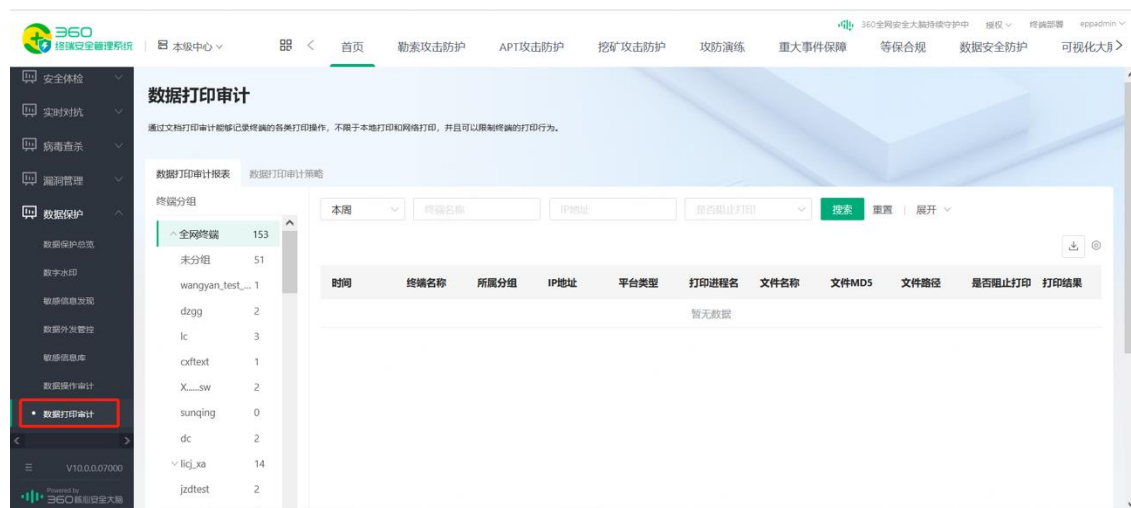 360全网安全大脑持续守护中 授权 终端部署 eppadmin
360 终端安全管理系统 本级中心 首页 勒索攻击防护 APT攻击防护 挖矿攻击防护 攻防演练 重大事件保障 等保合规 数据安全防护 可视化大屏
安全体检
实时对抗
病毒查杀
漏洞管理
数据保护
数据保护总览
数字水印
敏感信息发现
数据外发管控
敏感信息库
数据操作审计
数据打印审计
V10.0.0.07000
Powered by
360核心安全大脑
数据打印审计
通过文档打印审计能够记录终端的各类打印操作，不限于本地打印和网络打印，并且可以限制终端的打印行为。
数据打印审计报表 数据打印审计策略
终端分组
全网终端 153
未分组 51
wangyan_test_... 1
dzgg 2
lc 3
cxftext 1
X......sw 2
sunqing 0
dc 2
licj_xa 14
jzdtest 2
本周 终端名称 IP地址 是否阻止打印 搜索 重置 展开
时间 终端名称 所属分组 IP地址 平台类型 打印进程名 文件名称 文件MD5 文件路径 是否阻止打印 打印结果
暂无数据